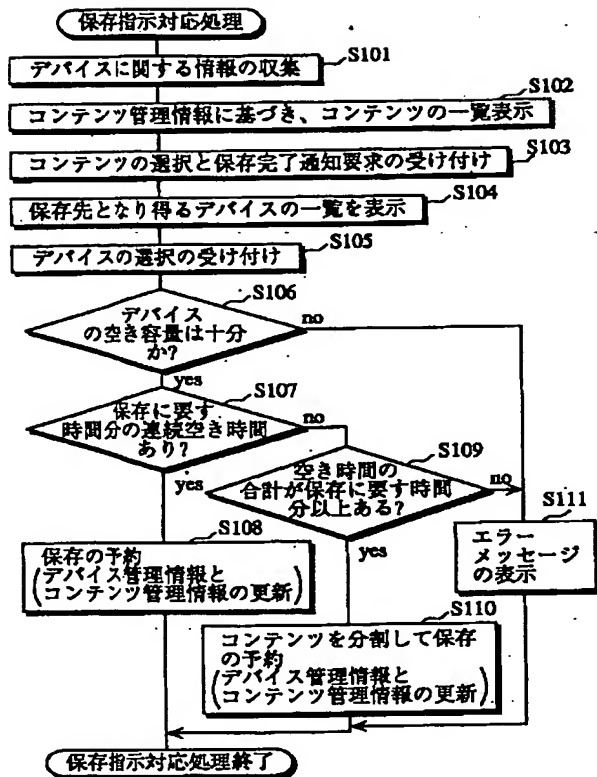 保存指示対応処理
S101
デバイスに関する情報の収集
S102
コンテンツ管理情報に基づき、コンテンツの一覧表示
S103
コンテンツの選択と保存完了通知要求の受け付け
S104
保存先となり得るデバイスの一覧を表示
S105
デバイスの選択の受け付け
S106
デバイス
の空き容量は十分
か?
no
yes
S107
保存に要す
時間分の連続空き時間
あり?
no
yes
S109
空き時間の
合計が保存に要す時間
分以上ある?
no
yes
S108
保存の予約
(デバイス管理情報と
コンテンツ管理情報の更新)
S111
エラー
メッセージ
の表示
S110
コンテンツを分割して保存
の予約
(デバイス管理情報と
コンテンツ管理情報の更新)
保存指示対応処理終了